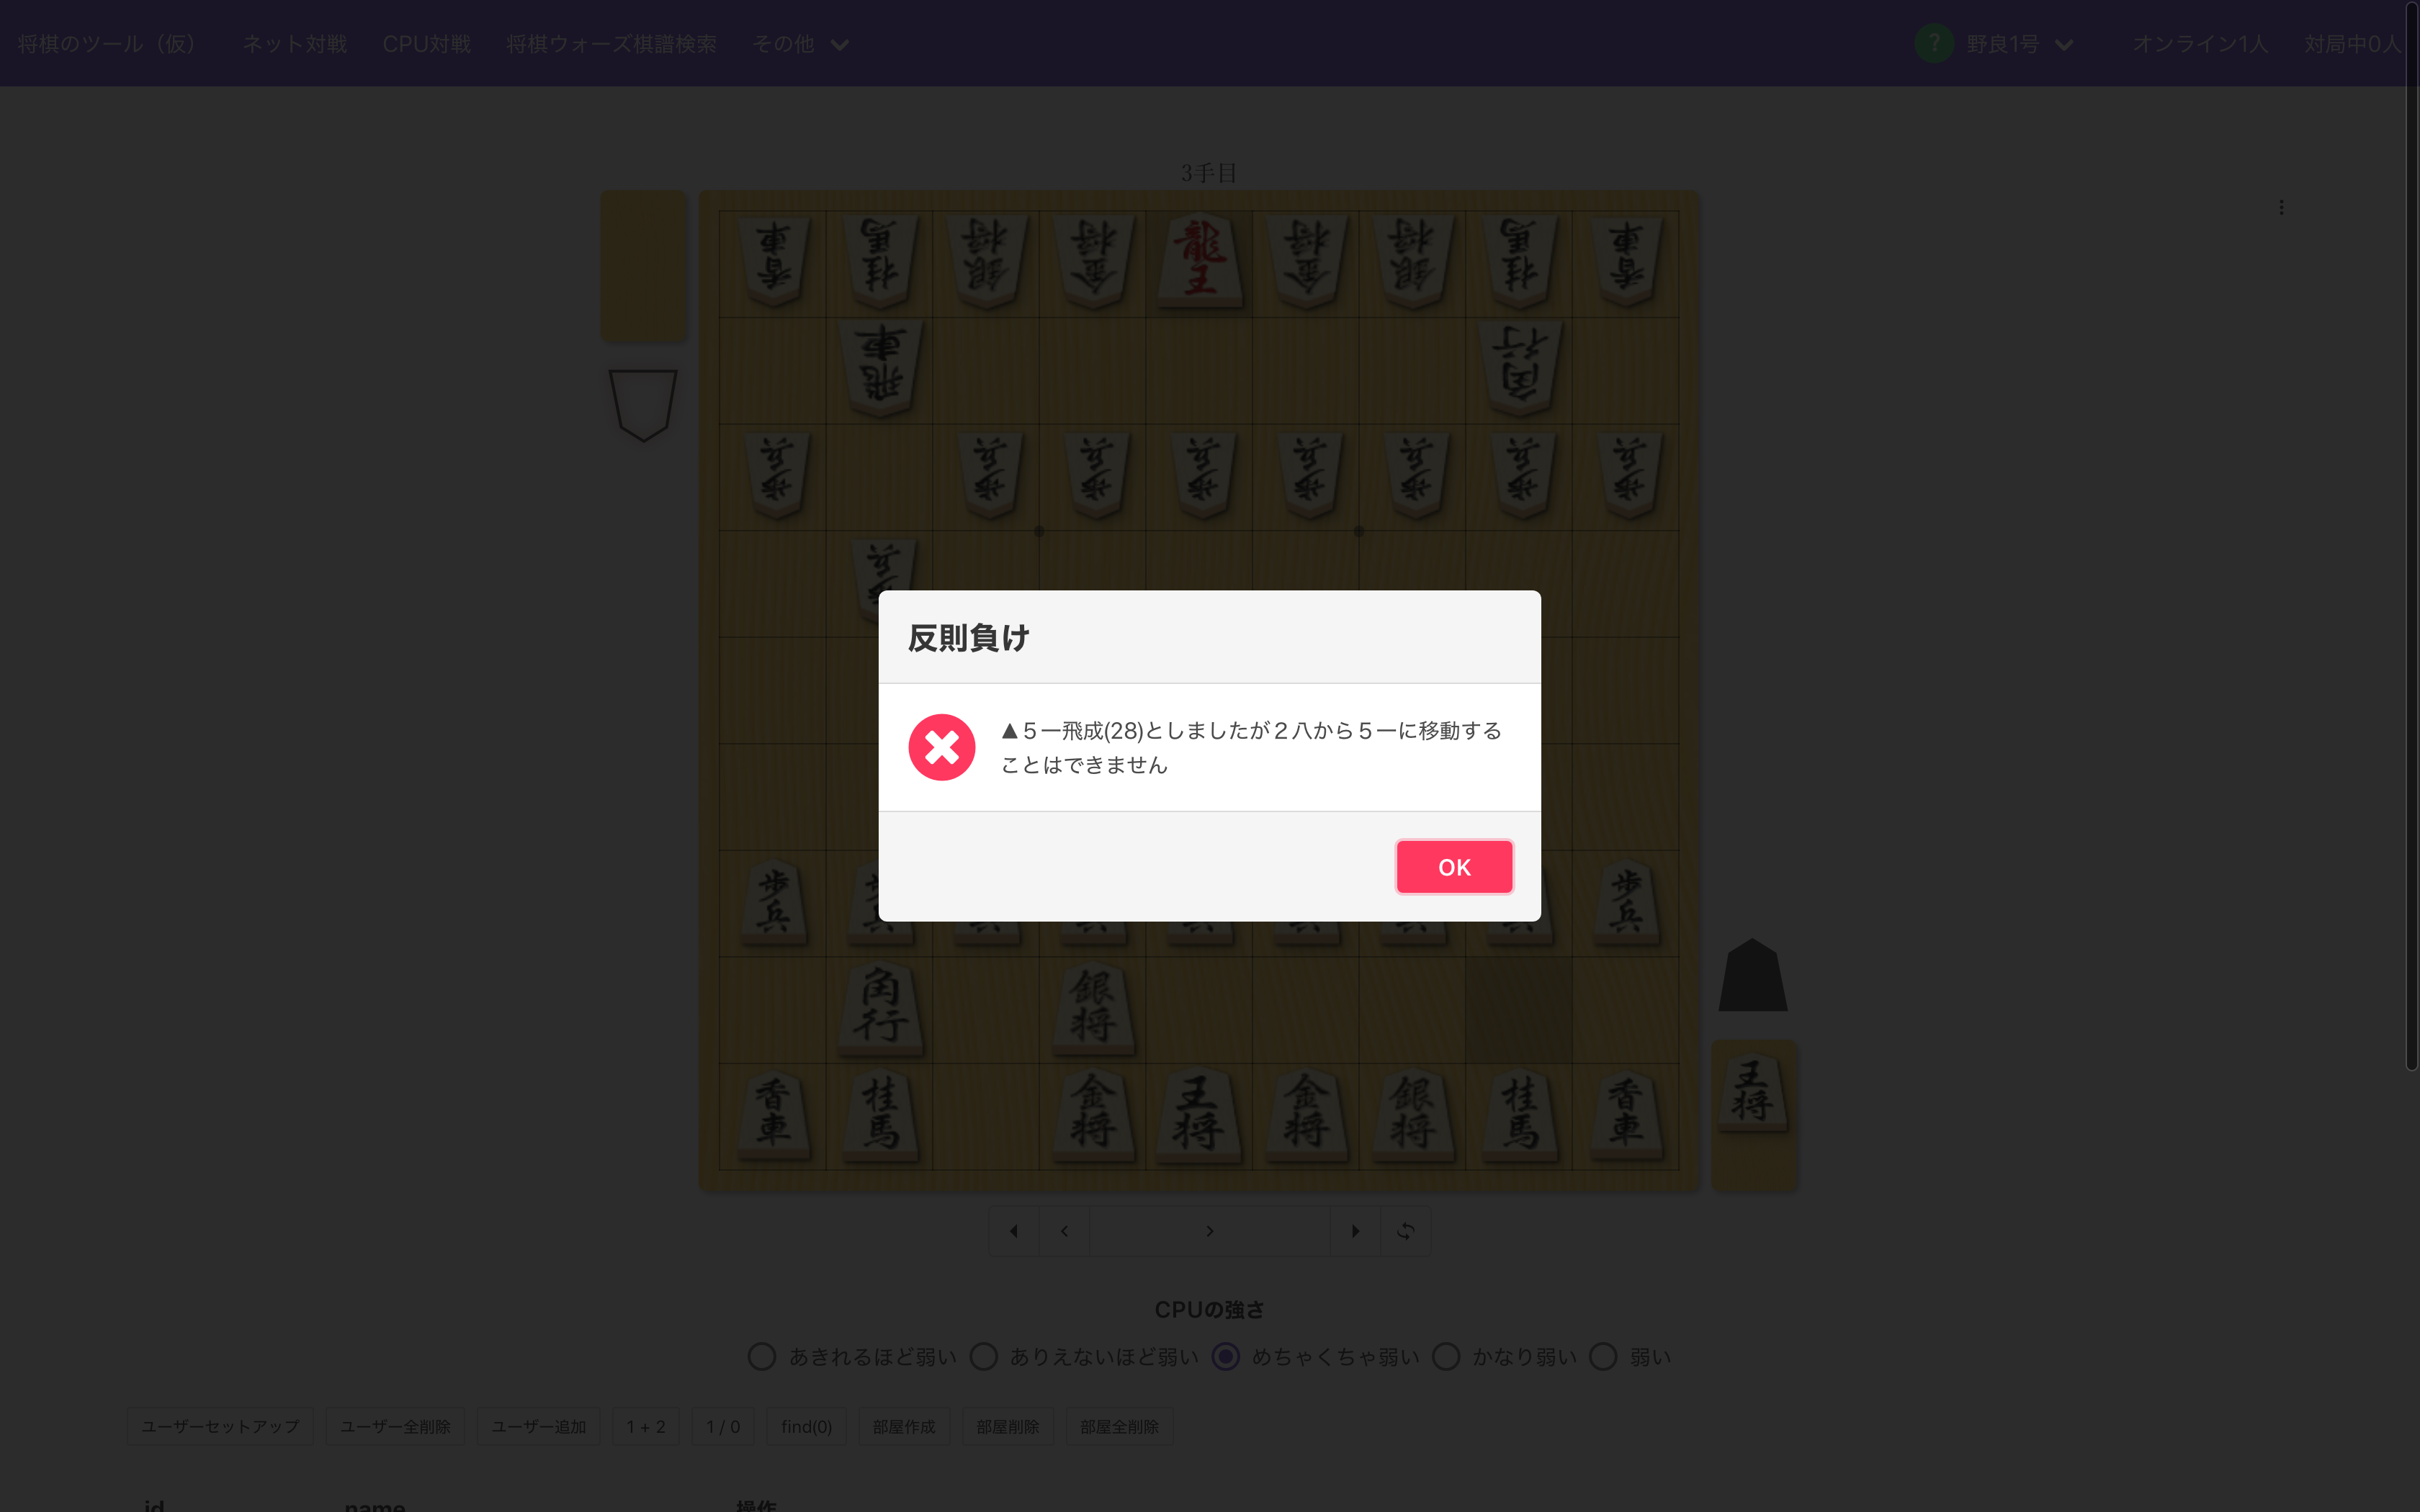 将棋のツール（仮） ネット対戦 CPU対戦 将棋ウォーズ棋譜検索 その他 ? 野良1号 オンライン1人 対局中0人
3手目
香車 桂馬 銀将 金将 龍王 金将 銀将 桂馬 香車
飛車 角行
歩兵 歩兵 歩兵 歩兵 歩兵 歩兵 歩兵 歩兵
歩兵
反則負け
▲５一飛成(28)としましたが２八から５一に移動する
ことはできません
OK
歩兵 歩兵 歩兵
角行 銀将
香車 桂馬 金将 王将 金将 銀将 桂馬 香車
王将
CPUの強さ
あきれるほど弱い ありえないほど弱い めちゃくちゃ弱い かなり弱い 弱い
ユーザーセットアップ ユーザー全削除 ユーザー追加 1 + 2 1 / 0 find(0) 部屋作成 部屋削除 部屋全削除
id name 操作